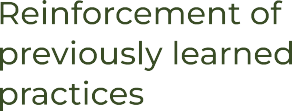 Reinforcement of
previously learned
practices